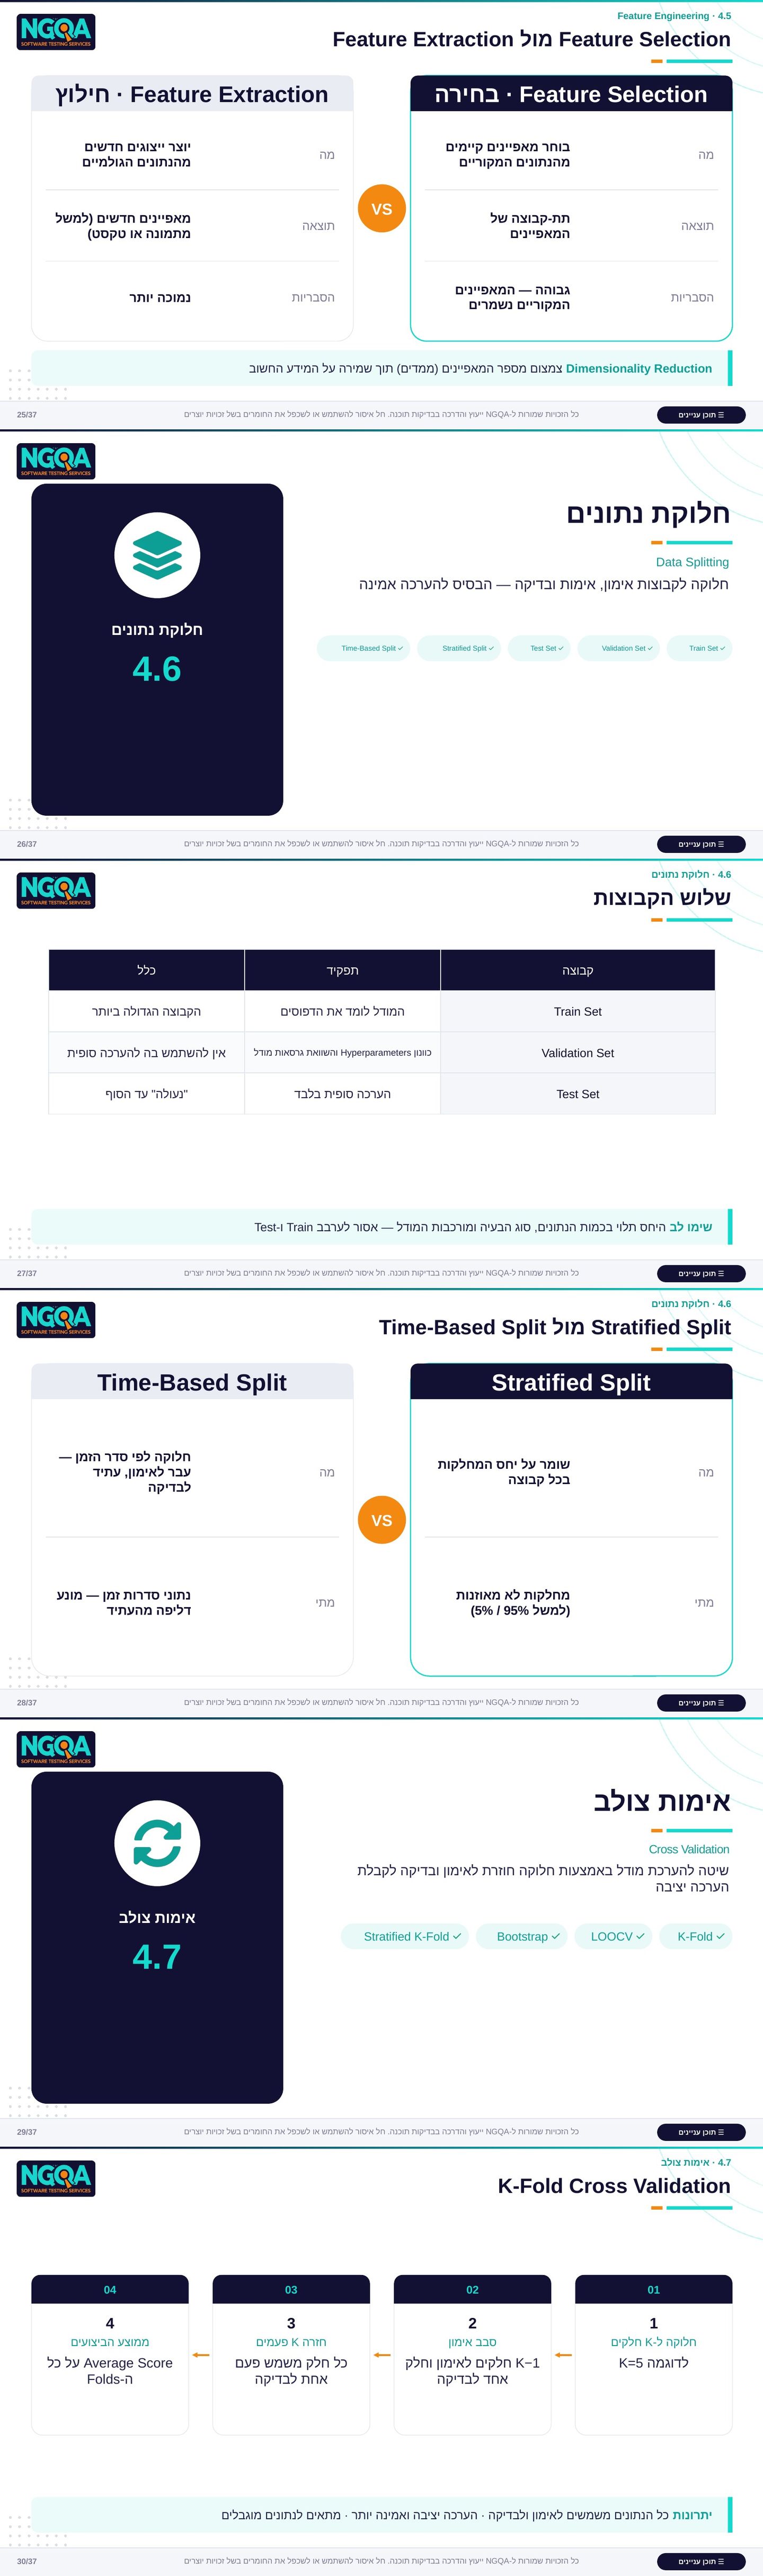 NGQA
SOFTWARE TESTING SERVICES
4.5 · Feature Engineering
Feature Selection מול Feature Extraction
Feature Selection · בחירה
מה
בוחר מאפיינים קיימים
מהנתונים המקוריים
תוצאה
תת-קבוצה של
המאפיינים
הסבריות
גבוהה — המאפיינים
המקוריים נשמרים
VS
Feature Extraction · חילוץ
מה
יוצר ייצוגים חדשים
מהנתונים הגולמיים
תוצאה
מאפיינים חדשים (למשל
מתמונה או טקסט)
הסבריות
נמוכה יותר
Dimensionality Reduction צמצום מספר המאפיינים (ממדים) תוך שמירה על המידע החשוב
☰ תוכן עניינים
כל הזכויות שמורות ל-NGQA ייעוץ והדרכה בבדיקות תוכנה. חל איסור להשתמש או לשכפל את החומרים בשל זכויות יוצרים
25/37
NGQA
SOFTWARE TESTING SERVICES
חלוקת נתונים
Data Splitting
חלוקה לקבוצות אימון, אימות ובדיקה — הבסיס להערכה אמינה
✓ Train Set
✓ Validation Set
✓ Test Set
✓ Stratified Split
✓ Time-Based Split
חלוקת נתונים
4.6
☰ תוכן עניינים
כל הזכויות שמורות ל-NGQA ייעוץ והדרכה בבדיקות תוכנה. חל איסור להשתמש או לשכפל את החומרים בשל זכויות יוצרים
26/37
NGQA
SOFTWARE TESTING SERVICES
4.6 · חלוקת נתונים
שלוש הקבוצות
קבוצה תפקיד כלל
Train Set המודל לומד את הדפוסים הקבוצה הגדולה ביותר
Validation Set כוונון Hyperparameters והשוואת גרסאות מודל אין להשתמש בה להערכה סופית
Test Set הערכה סופית בלבד "נעולה" עד הסוף
שימו לב היחס תלוי בכמות הנתונים, סוג הבעיה ומורכבות המודל — אסור לערבב Train ו-Test
☰ תוכן עניינים
כל הזכויות שמורות ל-NGQA ייעוץ והדרכה בבדיקות תוכנה. חל איסור להשתמש או לשכפל את החומרים בשל זכויות יוצרים
27/37
NGQA
SOFTWARE TESTING SERVICES
4.6 · חלוקת נתונים
Stratified Split מול Time-Based Split
Stratified Split
מה
שומר על יחס המחלקות
בכל קבוצה
מתי
מחלקות לא מאוזנות
(למשל 95% / 5%)
VS
Time-Based Split
מה
חלוקה לפי סדר הזמן —
עבר לאימון, עתיד
לבדיקה
מתי
נתוני סדרות זמן — מונע
דליפה מהעתיד
☰ תוכן עניינים
כל הזכויות שמורות ל-NGQA ייעוץ והדרכה בבדיקות תוכנה. חל איסור להשתמש או לשכפל את החומרים בשל זכויות יוצרים
28/37
NGQA
SOFTWARE TESTING SERVICES
אימות צולב
Cross Validation
שיטה להערכת מודל באמצעות חלוקה חוזרת לאימון ובדיקה לקבלת
הערכה יציבה
✓ K-Fold
✓ LOOCV
✓ Bootstrap
✓ Stratified K-Fold
אימות צולב
4.7
☰ תוכן עניינים
כל הזכויות שמורות ל-NGQA ייעוץ והדרכה בבדיקות תוכנה. חל איסור להשתמש או לשכפל את החומרים בשל זכויות יוצרים
29/37
NGQA
SOFTWARE TESTING SERVICES
4.7 · אימות צולב
K-Fold Cross Validation
01
1
חלוקה ל-K חלקים
לדוגמה K=5
02
2
סבב אימון
K−1 חלקים לאימון וחלק
אחד לבדיקה
03
3
חזרה K פעמים
כל חלק משמש פעם
אחת לבדיקה
04
4
ממוצע הביצועים
Average Score על כל
ה-Folds
יתרונות כל הנתונים משמשים לאימון ולבדיקה · הערכה יציבה ואמינה יותר · מתאים לנתונים מוגבלים
☰ תוכן עניינים
כל הזכויות שמורות ל-NGQA ייעוץ והדרכה בבדיקות תוכנה. חל איסור להשתמש או לשכפל את החומרים בשל זכויות יוצרים
30/37